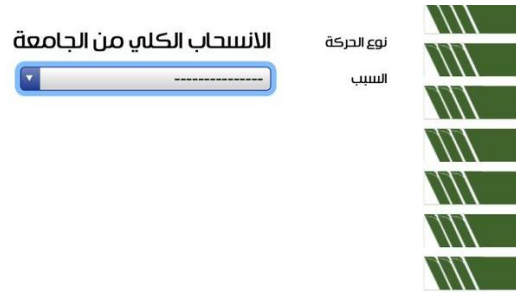 نوع الحركة الانسحاب الكلي من الجامعة
السبب ---------------